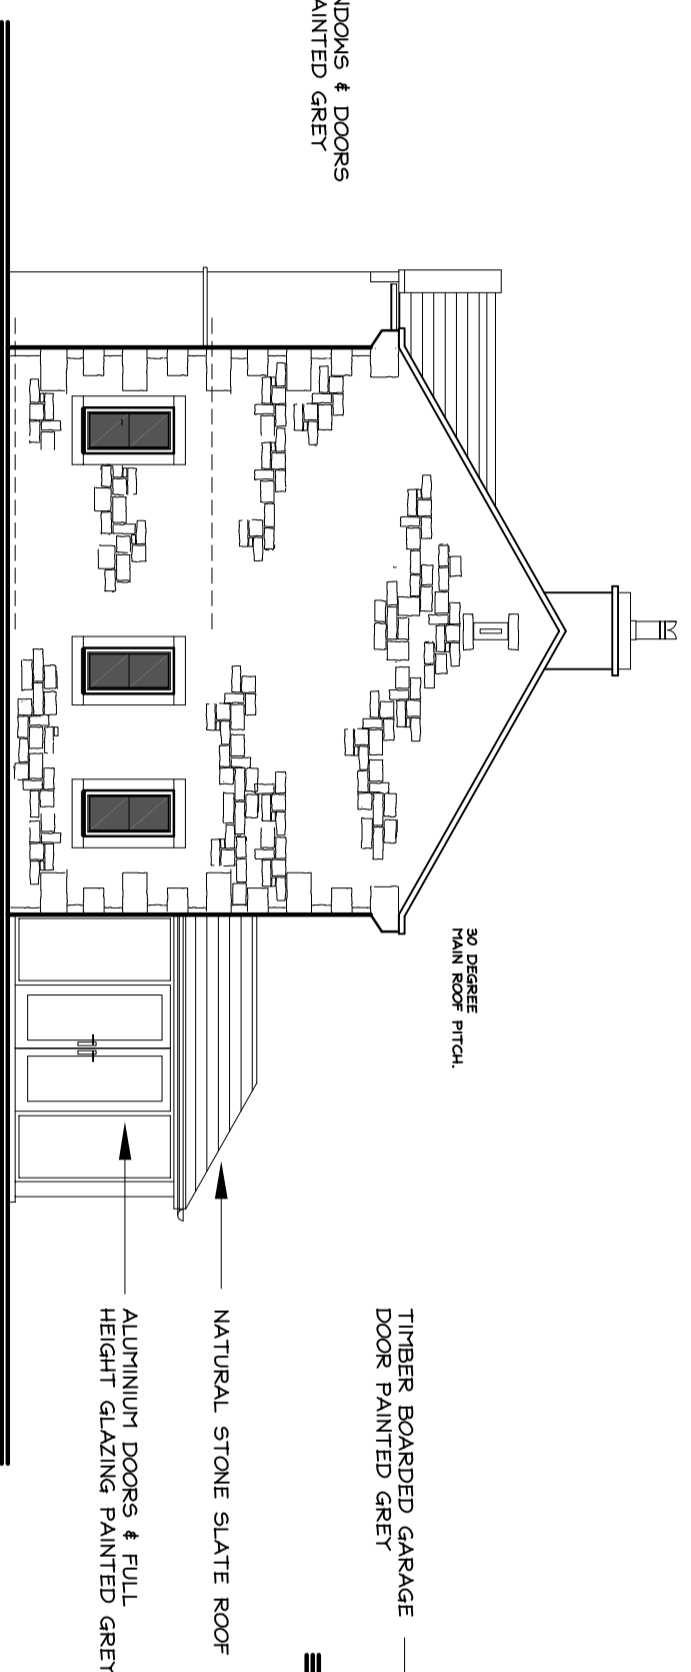 30 DEGREE
MAIN ROOF PITCH.
TIMBER BOARDED GARAGE
DOOR PAINTED GREY
NDOWS & DOORS
AINTED GREY
NATURAL STONE SLATE ROOF
ALUMINIUM DOORS & FULL
HEIGHT GLAZING PAINTED GREY